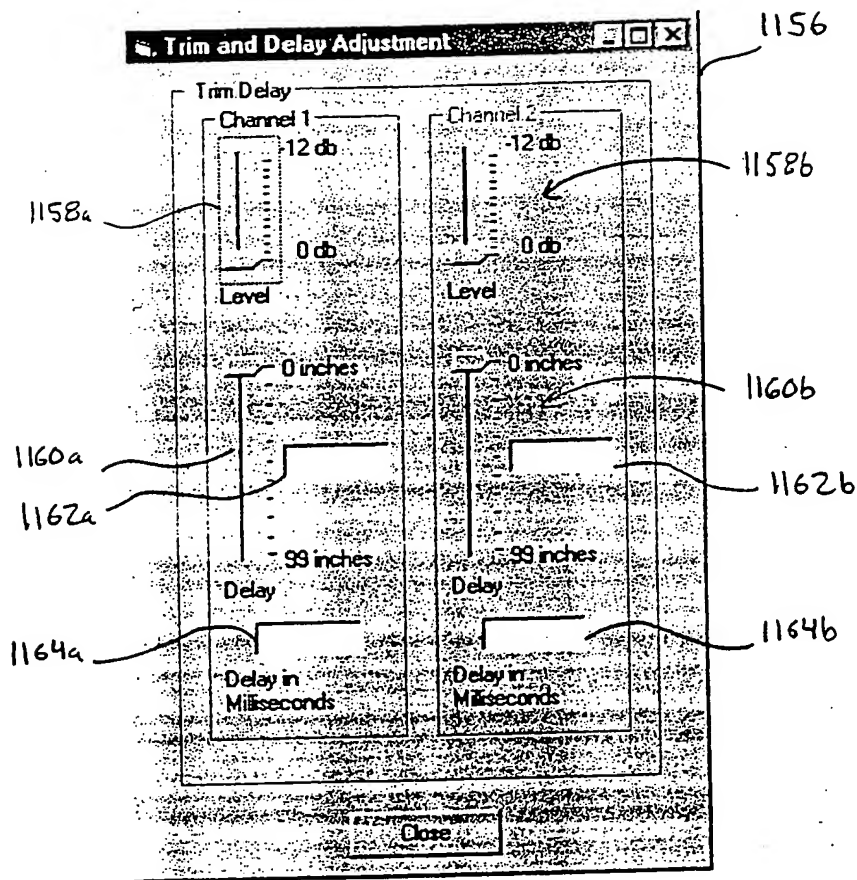 1156
Trim and Delay Adjustment
Trim Delay
Channel 1
Channel 2
-12 db
-12 db
1158a
1158b
0 db
0 db
Level
Level
0 inches
0 inches
1160b
1160a
1162a
1162b
99 inches
99 inches
Delay
Delay
1164a
1164b
Delay in
Milliseconds
Delay in
Milliseconds
Close